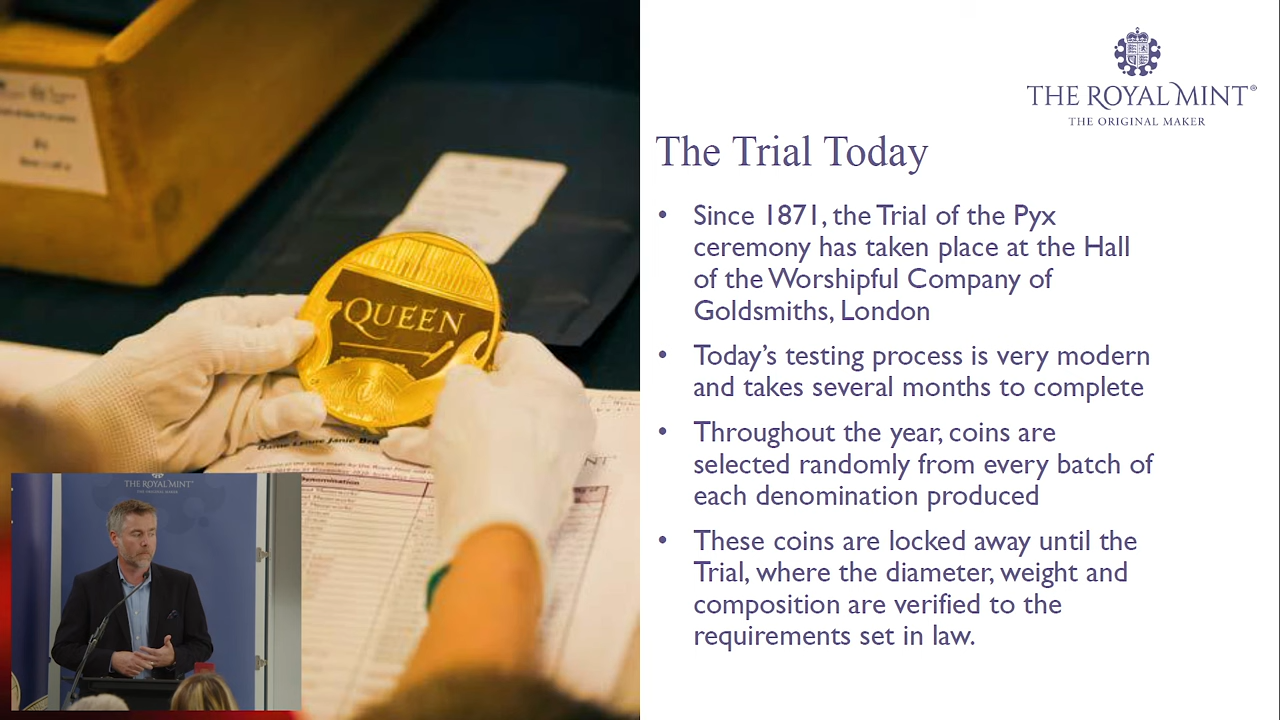 THE ROYAL MINT®
THE ORIGINAL MAKER
The Trial Today
• Since 1871, the Trial of the Pyx
ceremony has taken place at the Hall
of the Worshipful Company of
Goldsmiths, London
• Today's testing process is very modern
and takes several months to complete
• Throughout the year, coins are
selected randomly from every batch of
each denomination produced
• These coins are locked away until the
Trial, where the diameter, weight and
composition are verified to the
requirements set in law.
QUEEN
Denomination
THE ROYAL MINT
THE ORIGINAL MAKER